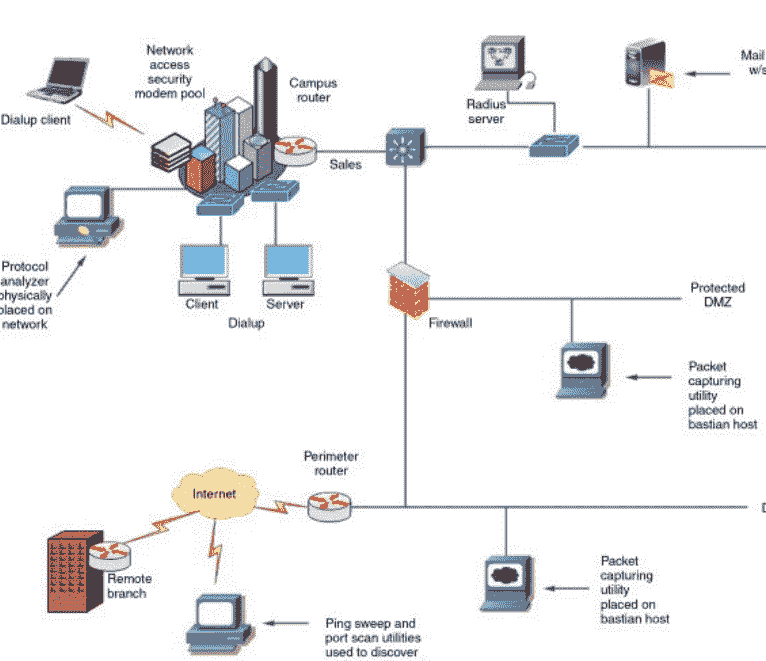 Network
access
security
modem pool
Campus
router
Dialup client
Sales
Radius
server
Mail
Protocol
analyzer
physically
placed on
network
Client
Server
Dialup
Firewall
Protected
DMZ
Packet
capturing
utility
placed on
bastian host
Perimeter
router
Internet
Remote
branch
Packet
capturing
utility
placed on
bastian host
Ping sweep and
port scan utilities
used to discover